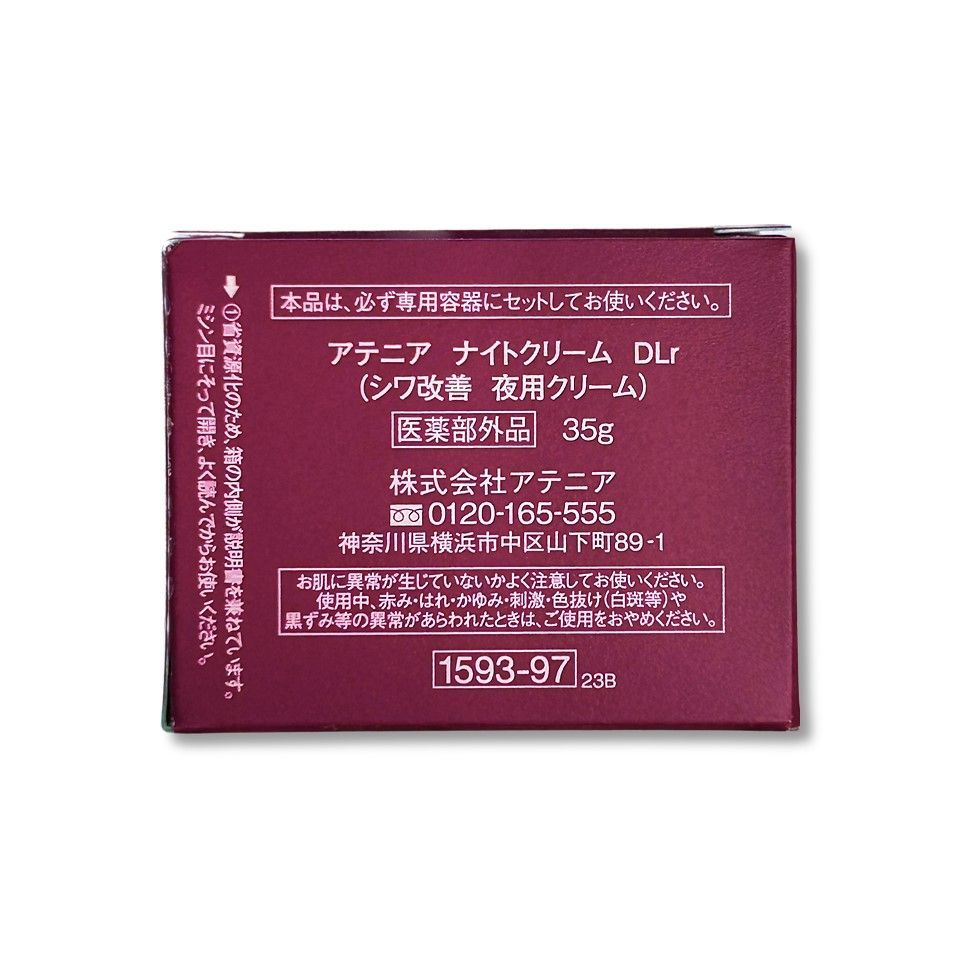 本品は、必ず専用容器にセットしてお使いください。
アテニア ナイトクリーム DLr
(シワ改善 夜用クリーム)
医薬部外品 35g
株式会社アテニア
0120-165-555
神奈川県横浜市中区山下町89-1
お肌に異常が生じていないかよく注意してお使いください。
使用中、赤み・はれ・かゆみ・刺激・色抜け(白斑等)や
黒ずみ等の異常があらわれたときは、ご使用をおやめください。
1593-97 23B
①省資源化のため、箱の内側が説明書を兼ねています。
ミシン目にそって開き、よく読んでからお使いください。